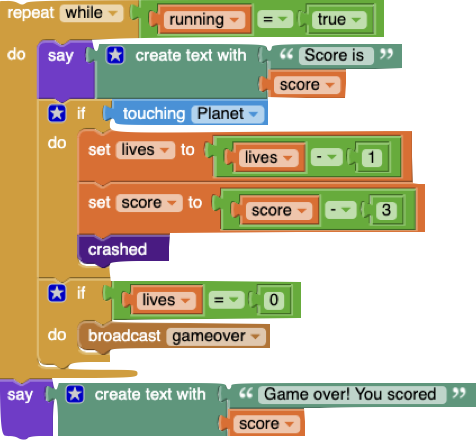 repeat while running = true
do say create text with “ Score is ”
score
if touching Planet
do set lives to lives - 1
set score to score - 3
crashed
if lives = 0
do broadcast gameover
say create text with “ Game over! You scored ”
score